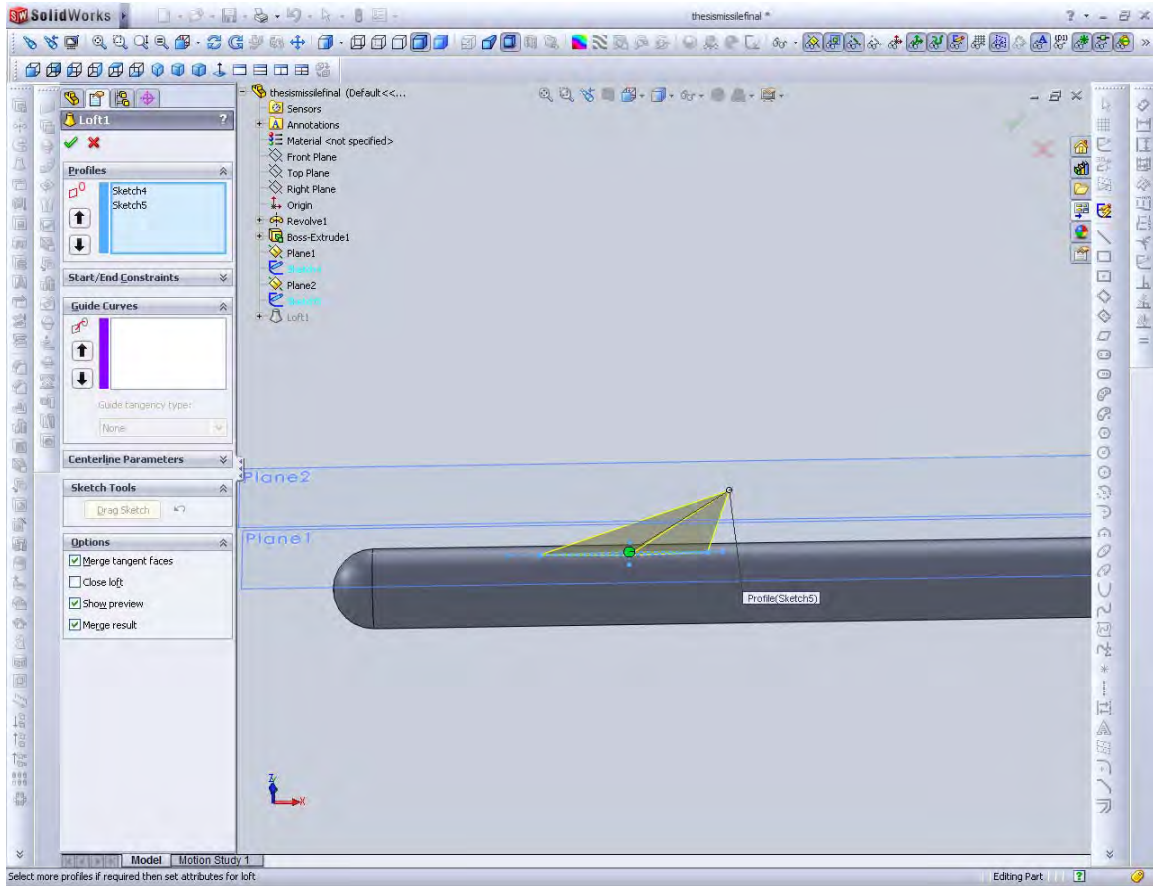 SolidWorks
thesismissilefinal *
Loft1
?
Profiles
Sketch4
Sketch5
Start/End Constraints
Guide Curves
Guide tangency type:
None
Centerline Parameters
Sketch Tools
Drag Sketch
Options
Merge tangent faces
Close loft
Show preview
Merge result
thesismissilefinal (Default<<...
Sensors
Annotations
Material <not specified>
Front Plane
Top Plane
Right Plane
Origin
Revolve1
Boss-Extrude1
Plane1
Plane2
Loft1
Plane2
Plane1
Profile(Sketch5)
Z
X
Model
Motion Study 1
Select more profiles if required then set attributes for loft
Editing Part